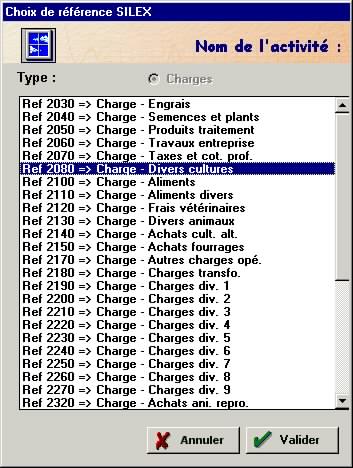 Choix de référence SILEX
Nom de l'activité :
Type :
Charges
Ref 2030 => Charge - Engrais
Ref 2040 => Charge - Semences et plants
Ref 2050 => Charge - Produits traitement
Ref 2060 => Charge - Travaux entreprise
Ref 2070 => Charge - Taxes et cot. prof.
Ref 2080 => Charge - Divers cultures
Ref 2100 => Charge - Aliments
Ref 2110 => Charge - Aliments divers
Ref 2120 => Charge - Frais vétérinaires
Ref 2130 => Charge - Divers animaux
Ref 2140 => Charge - Achats cult. alt.
Ref 2150 => Charge - Achats fourrages
Ref 2170 => Charge - Autres charges opé.
Ref 2180 => Charge - Charges transfo.
Ref 2190 => Charge - Charges div. 1
Ref 2200 => Charge - Charges div. 2
Ref 2210 => Charge - Charges div. 3
Ref 2220 => Charge - Charges div. 4
Ref 2230 => Charge - Charges div. 5
Ref 2240 => Charge - Charges div. 6
Ref 2250 => Charge - Charges div. 7
Ref 2260 => Charge - Charges div. 8
Ref 2270 => Charge - Charges div. 9
Ref 2320 => Charge - Achats ani. repro.
Annuler
Valider